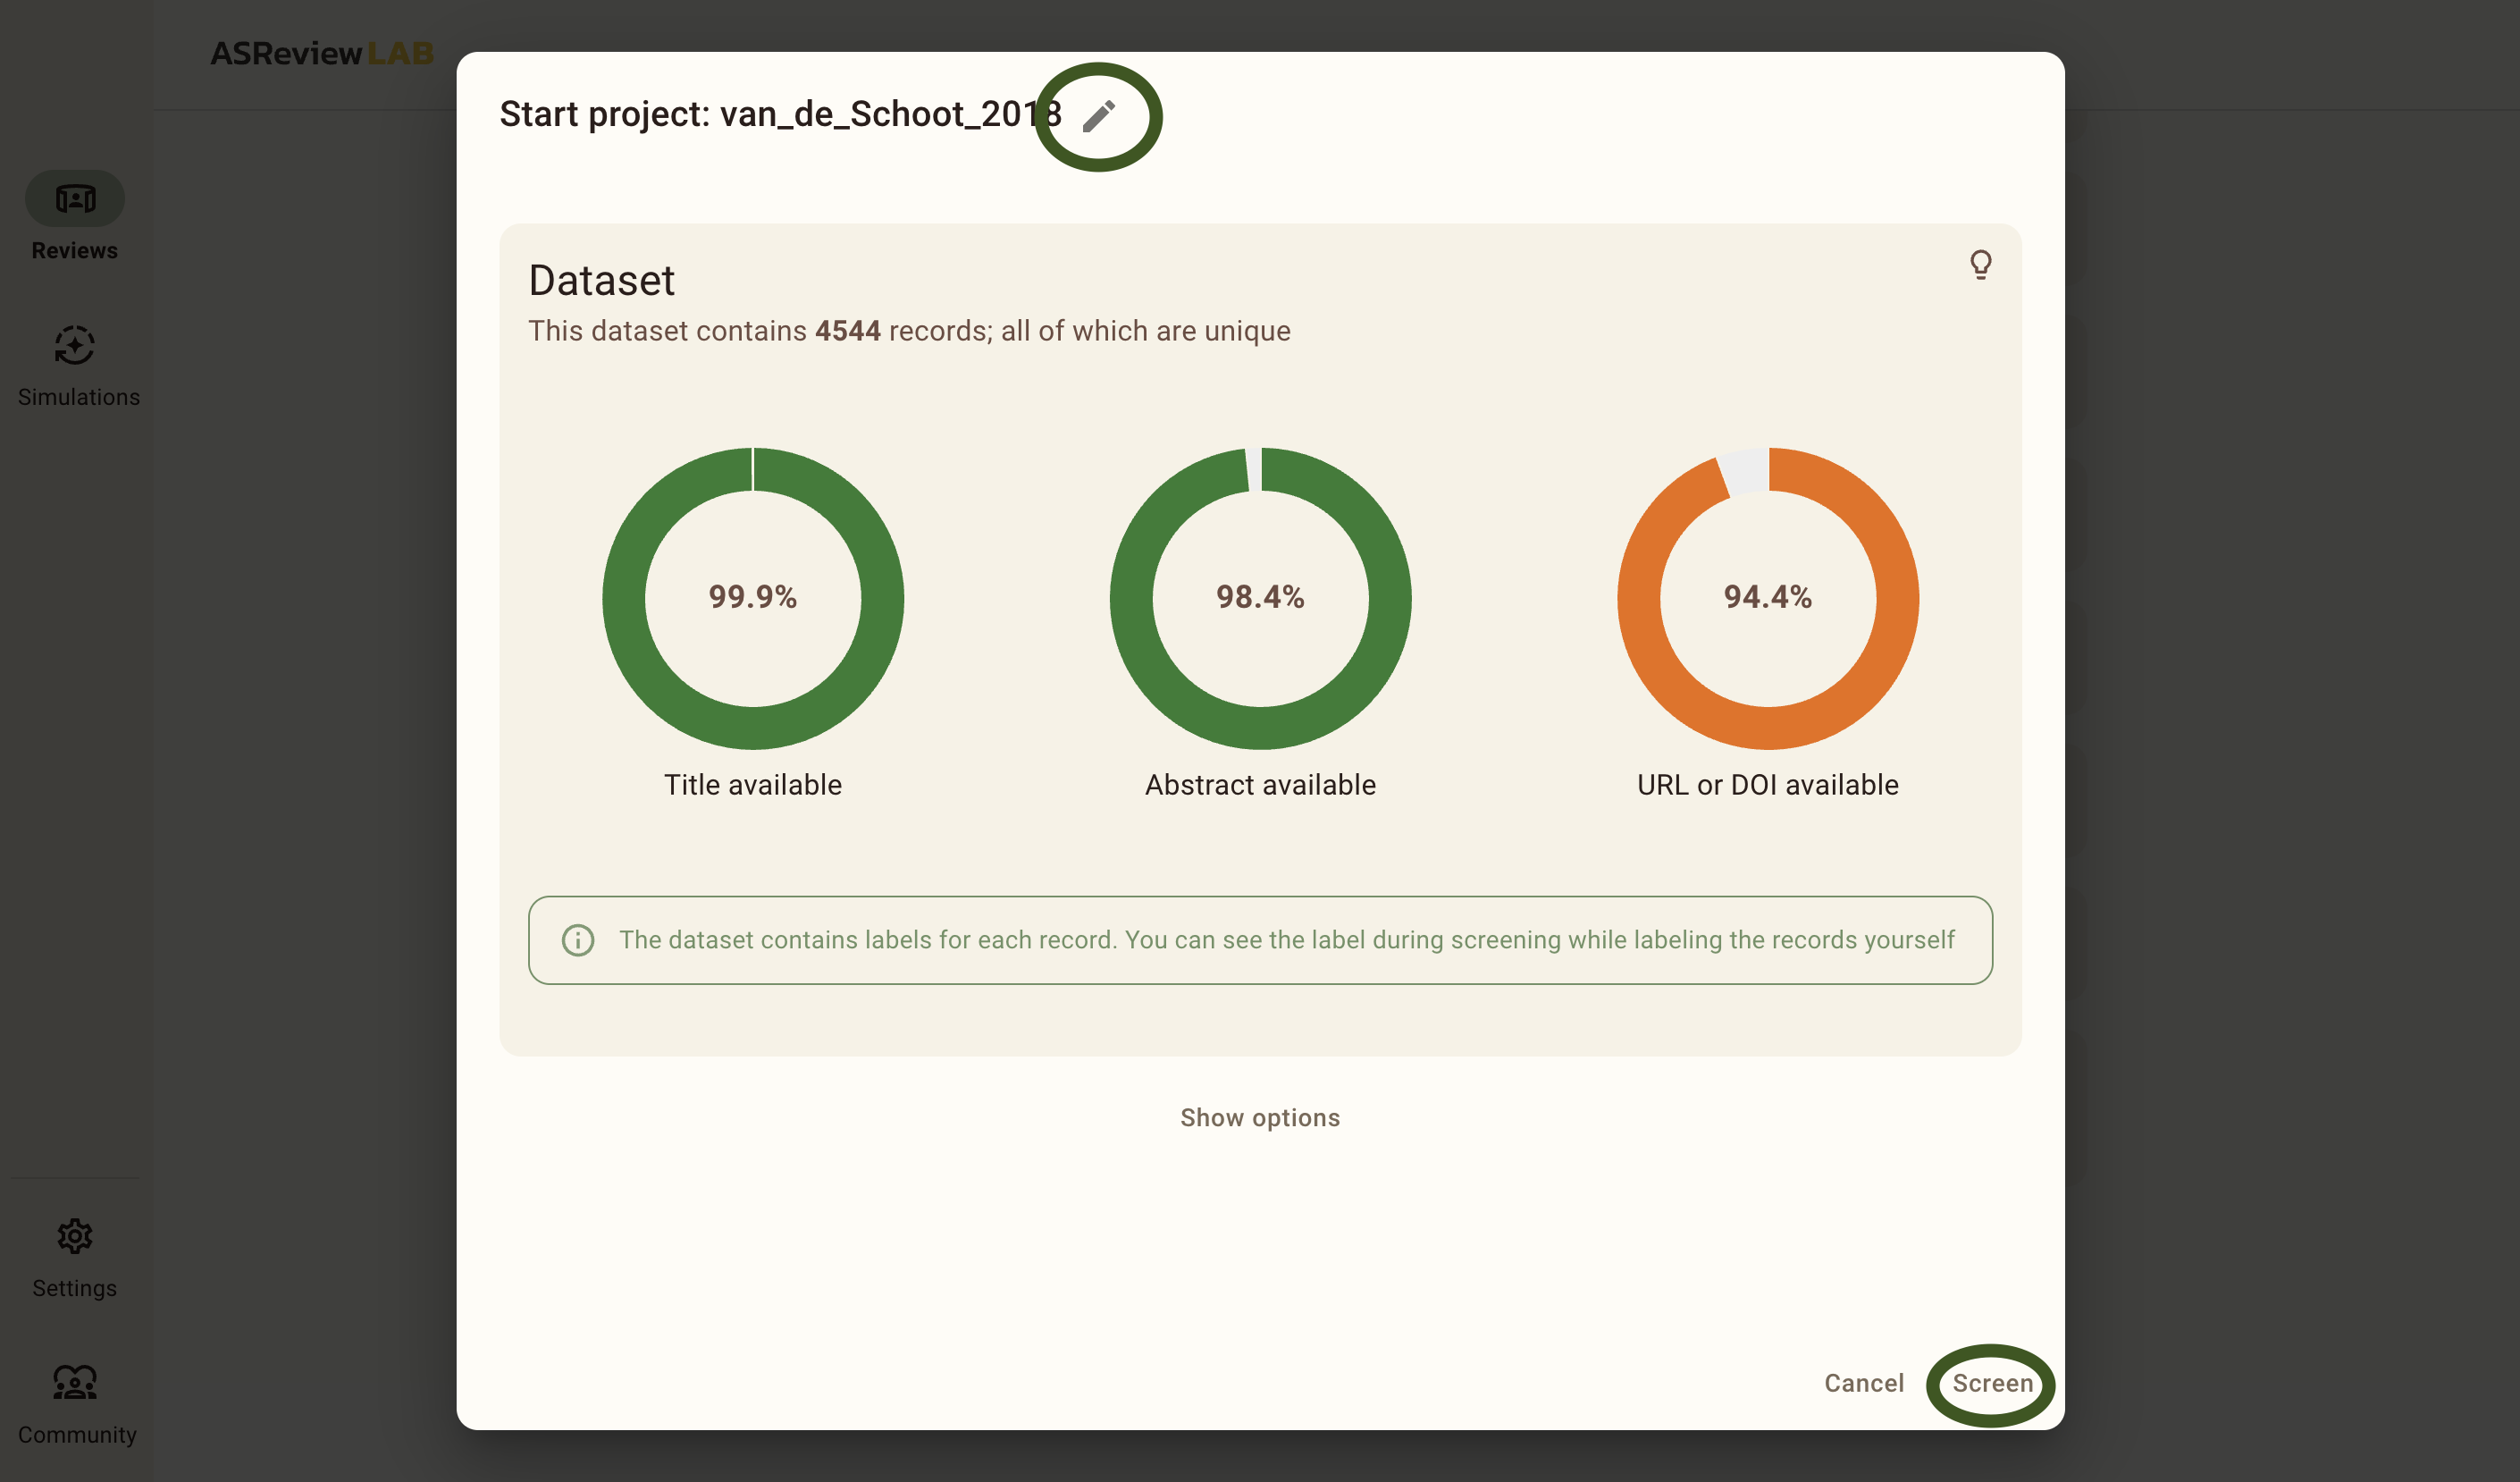 ASReview LAB
Start project: van_de_Schoot_2018
Reviews
Simulations
Dataset
This dataset contains 4544 records; all of which are unique
99.9%
98.4%
94.4%
Title available
Abstract available
URL or DOI available
The dataset contains labels for each record. You can see the label during screening while labeling the records yourself
Show options
Settings
Community
Cancel
Screen